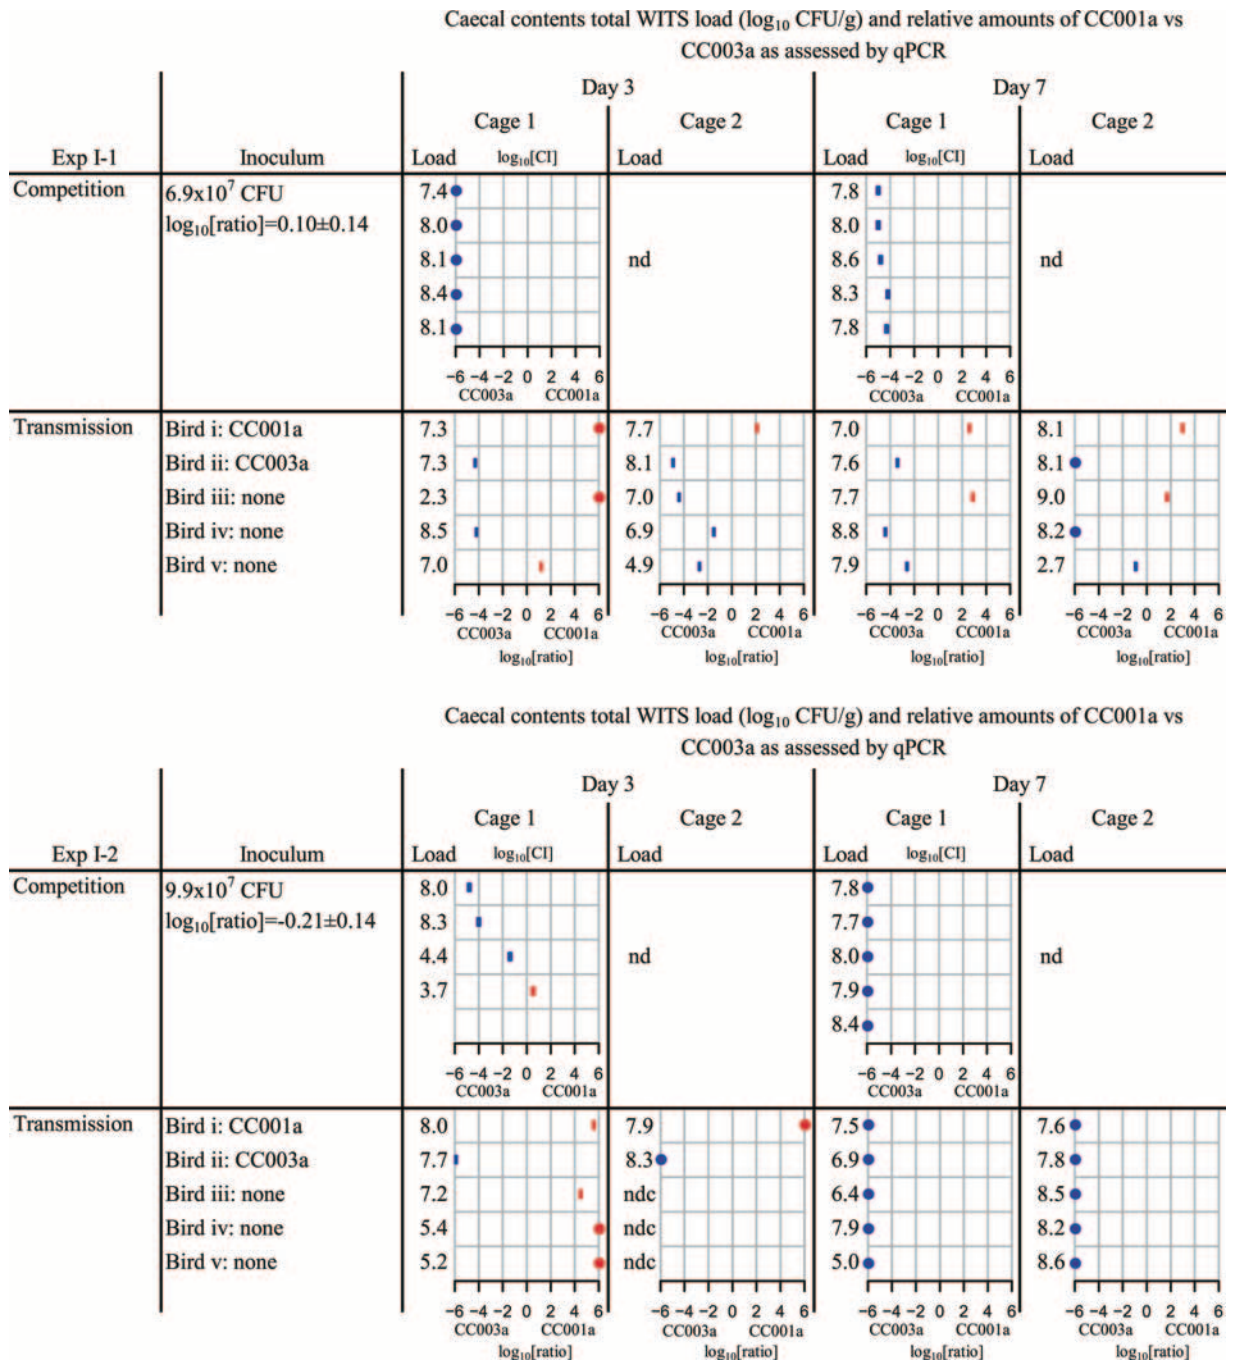 Caecal contents total WITS load (log₁₀ CFU/g) and relative amounts of CC001a vs
CC003a as assessed by qPCR
Day 3 Day 7
Cage 1 Cage 2 Cage 1 Cage 2
Exp I-1 Inoculum Load log₁₀[CI] Load Load log₁₀[CI] Load
Competition 6.9x10⁷ CFU 7.4 7.8
log₁₀[ratio]=0.10±0.14 8.0 8.0
8.1 nd 8.6 nd
8.4 8.3
8.1 7.8
−6 −4 −2 0 2 4 6 −6 −4 −2 0 2 4 6
CC003a CC001a CC003a CC001a
Transmission Bird i: CC001a 7.3 7.7 7.0 8.1
Bird ii: CC003a 7.3 8.1 7.6 8.1
Bird iii: none 2.3 7.0 7.7 9.0
Bird iv: none 8.5 6.9 8.8 8.2
Bird v: none 7.0 4.9 7.9 2.7
−6 −4 −2 0 2 4 6 −6 −4 −2 0 2 4 6 −6 −4 −2 0 2 4 6 −6 −4 −2 0 2 4 6
CC003a CC001a CC003a CC001a CC003a CC001a CC003a CC001a
log₁₀[ratio] log₁₀[ratio] log₁₀[ratio] log₁₀[ratio]
Caecal contents total WITS load (log₁₀ CFU/g) and relative amounts of CC001a vs
CC003a as assessed by qPCR
Day 3 Day 7
Cage 1 Cage 2 Cage 1 Cage 2
Exp I-2 Inoculum Load log₁₀[CI] Load Load log₁₀[CI] Load
Competition 9.9x10⁷ CFU 8.0 7.8
log₁₀[ratio]=-0.21±0.14 8.3 7.7
4.4 nd 8.0 nd
3.7 7.9
8.4
−6 −4 −2 0 2 4 6 −6 −4 −2 0 2 4 6
CC003a CC001a CC003a CC001a
Transmission Bird i: CC001a 8.0 7.9 7.5 7.6
Bird ii: CC003a 7.7 8.3 6.9 7.8
Bird iii: none 7.2 ndc 6.4 8.5
Bird iv: none 5.4 ndc 7.9 8.2
Bird v: none 5.2 ndc 5.0 8.6
−6 −4 −2 0 2 4 6 −6 −4 −2 0 2 4 6 −6 −4 −2 0 2 4 6 −6 −4 −2 0 2 4 6
CC003a CC001a CC003a CC001a CC003a CC001a CC003a CC001a
log₁₀[ratio] log₁₀[ratio] log₁₀[ratio] log₁₀[ratio]